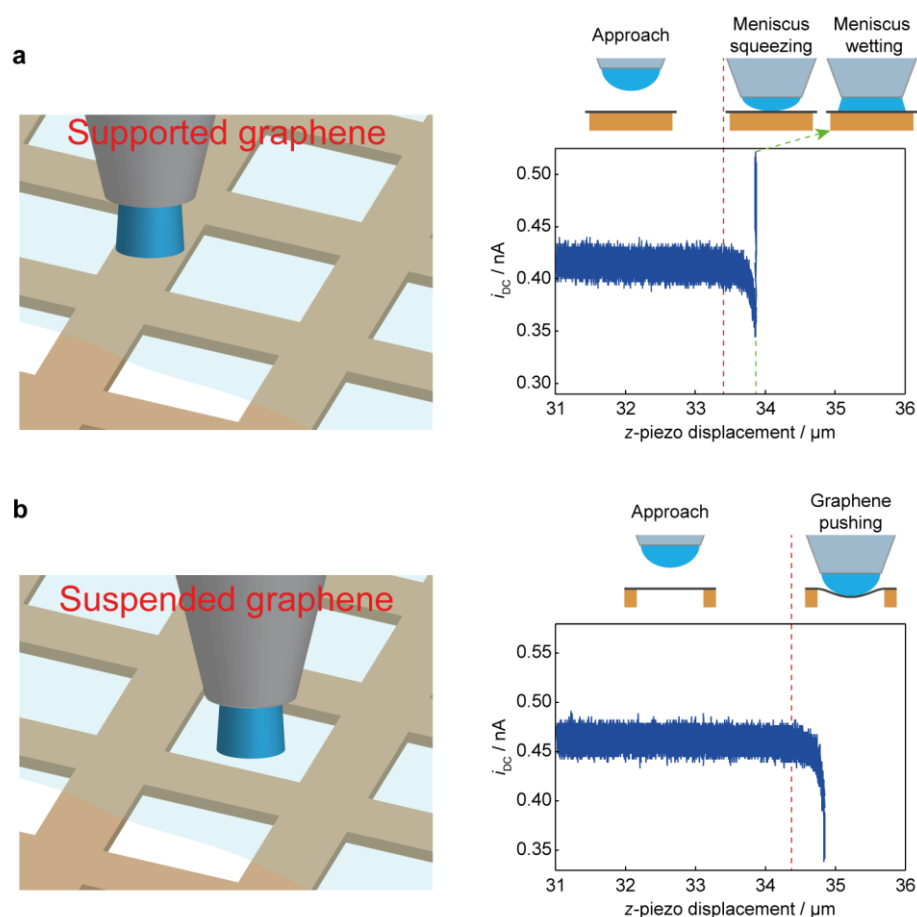 a
Supported graphene
Approach
Meniscus
squeezing
Meniscus
wetting
0.50
0.45
0.40
0.35
0.30
i_DC / nA
31 32 33 34 35 36
z-piezo displacement / μm
b
Suspended graphene
Approach
Graphene
pushing
0.55
0.50
0.45
0.40
0.35
i_DC / nA
31 32 33 34 35 36
z-piezo displacement / μm